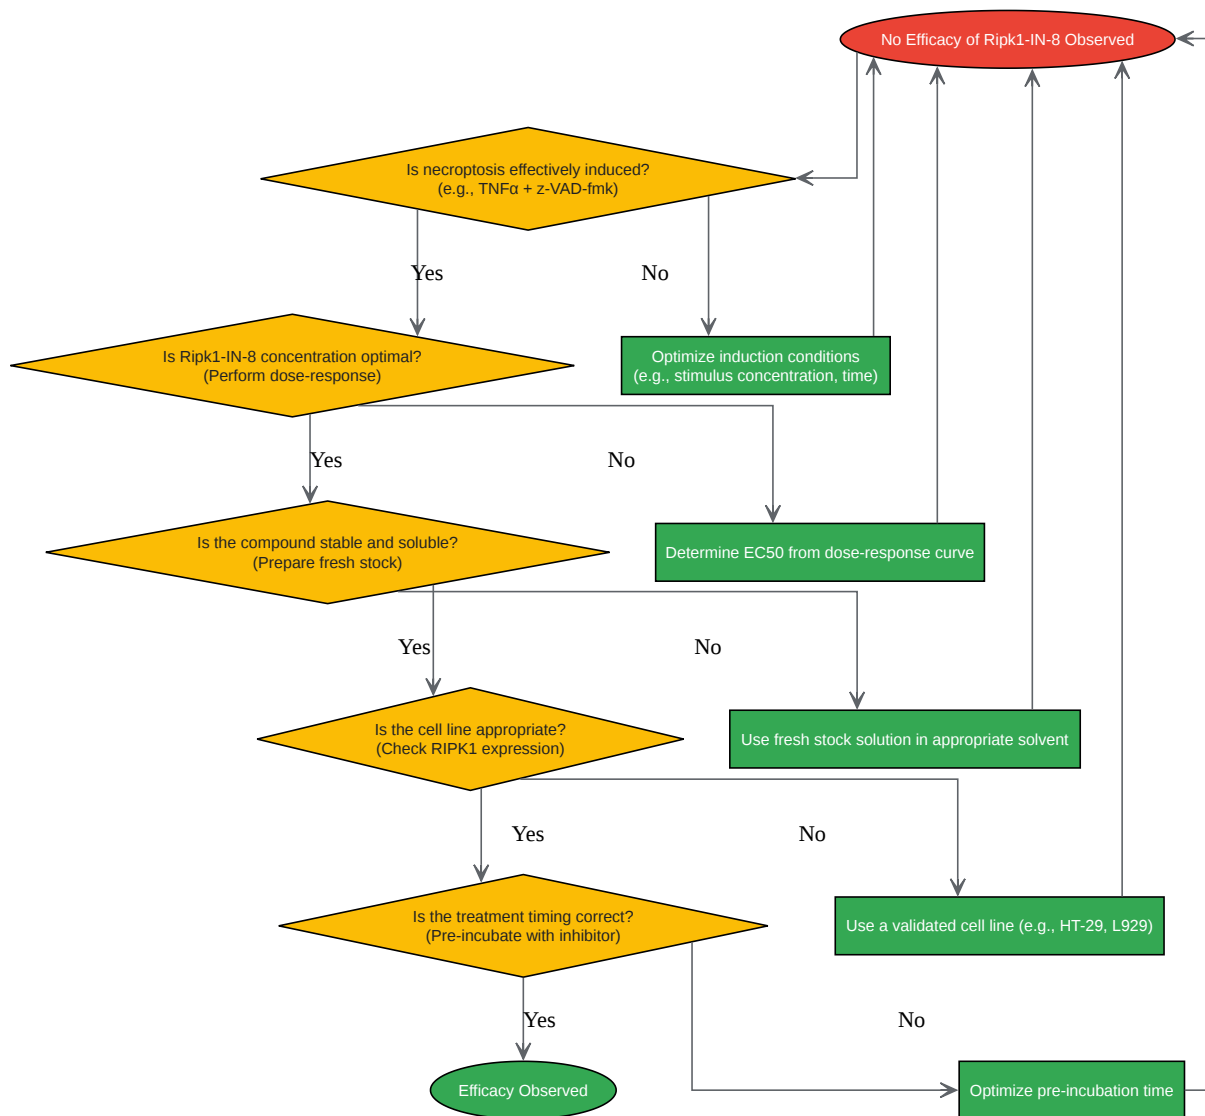 No Efficacy of Ripk1-IN-8 Observed
Is necroptosis effectively induced?
(e.g., TNFα + z-VAD-fmk)
Yes
No
Is Ripk1-IN-8 concentration optimal?
(Perform dose-response)
Optimize induction conditions
(e.g., stimulus concentration, time)
Yes
No
Is the compound stable and soluble?
(Prepare fresh stock)
Determine EC50 from dose-response curve
Yes
No
Is the cell line appropriate?
(Check RIPK1 expression)
Use fresh stock solution in appropriate solvent
Yes
No
Is the treatment timing correct?
(Pre-incubate with inhibitor)
Use a validated cell line (e.g., HT-29, L929)
Yes
No
Efficacy Observed
Optimize pre-incubation time